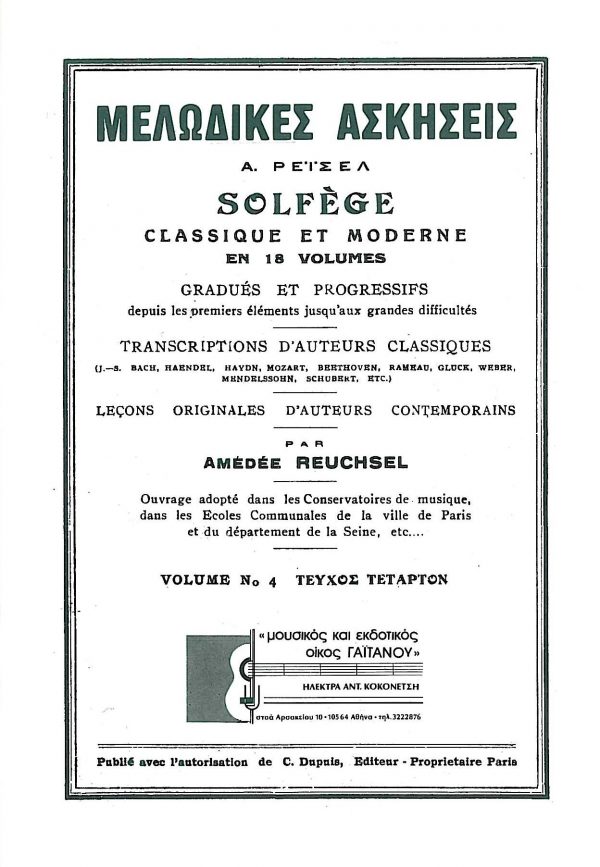 ΜΕΛΩΔΙΚΕΣ ΑΣΚΗΣΕΙΣ
Α. ΡΕΪΣΕΛ
SOLFÈGE
CLASSIQUE ET MODERNE
EN 18 VOLUMES
GRADUÉS ET PROGRESSIFS
depuis les premiers éléments jusqu'aux grandes difficultés
TRANSCRIPTIONS D'AUTEURS CLASSIQUES
(J.—S. BACH, HAENDEL, HAYDN, MOZART, BEETHOVEN, RAMEAU, GLUCK, WEBER,
MENDELSSOHN, SCHUBERT, ETC.)
LEÇONS ORIGINALES D'AUTEURS CONTEMPORAINS
PAR
AMÉDÉE REUCHSEL
Ouvrage adopté dans les Conservatoires de musique,
dans les Ecoles Communales de la ville de Paris
et du département de la Seine, etc....
VOLUME No 4 ΤΕΥΧΟΣ ΤΕΤΑΡΤΟΝ
« μουσικός και εκδοτικός
οίκος ΓΑΪΤΑΝΟΥ»
ΗΛΕΚΤΡΑ ΑΝΤ. ΚΟΚΟΝΕΤΣΗ
στοά Αρσακείου 10 • 105 64 Αθήνα • τηλ. 3222876
Publié avec l'autorisation de C. Dupuis, Editeur - Proprietaire Paris